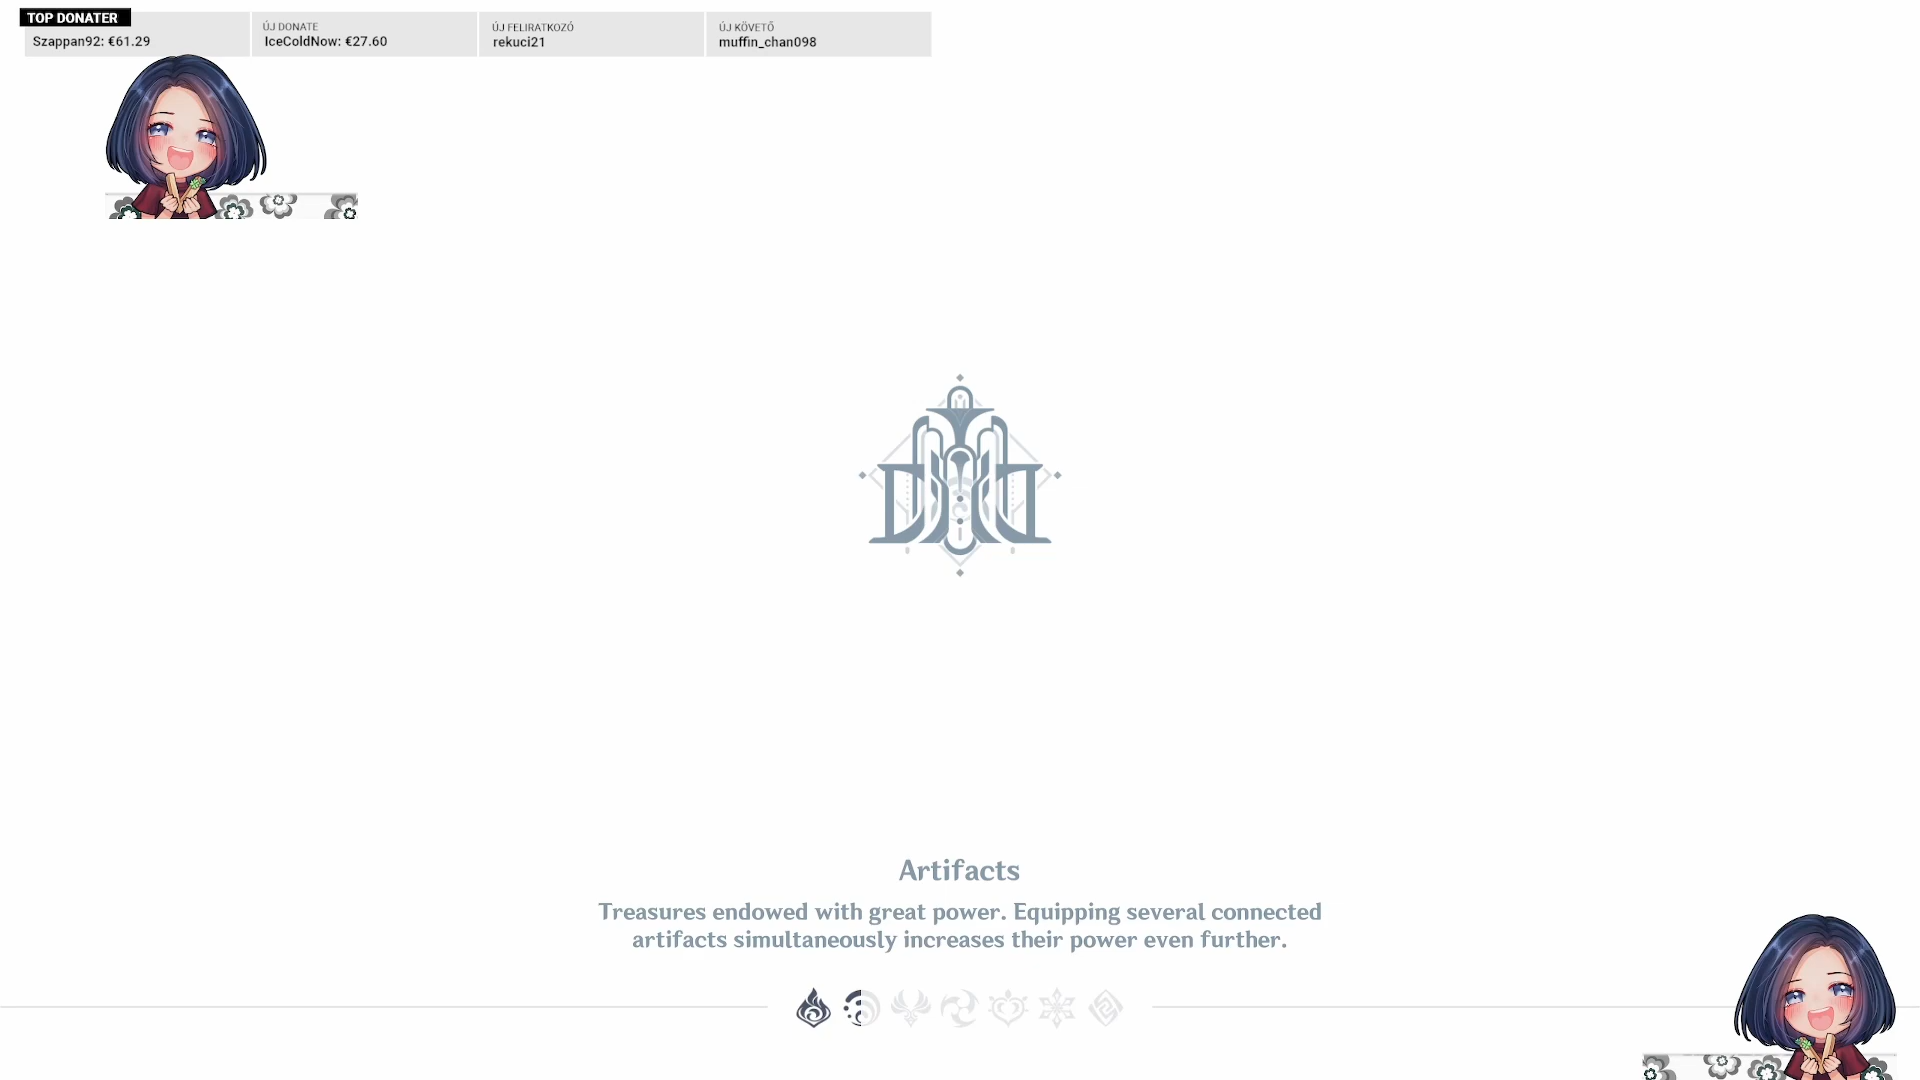 TOP DONATER
Szappan92: €61.29
ÚJ DONATE
IceColdNow: €27.60
ÚJ FELIRATKOZÓ
rekuci21
ÚJ KÖVETŐ
muffin_chan098
Artifacts
Treasures endowed with great power. Equipping several connected
artifacts simultaneously increases their power even further.